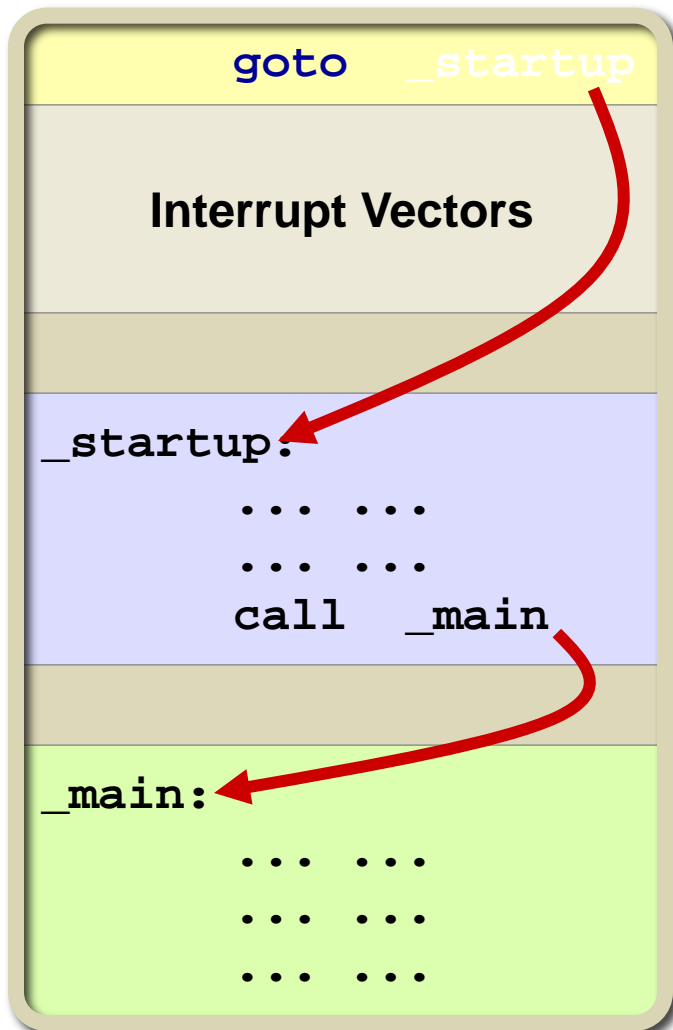 goto _startup
Interrupt Vectors
_startup:
... ...
... ...
call _main
_main:
... ...
... ...
... ...